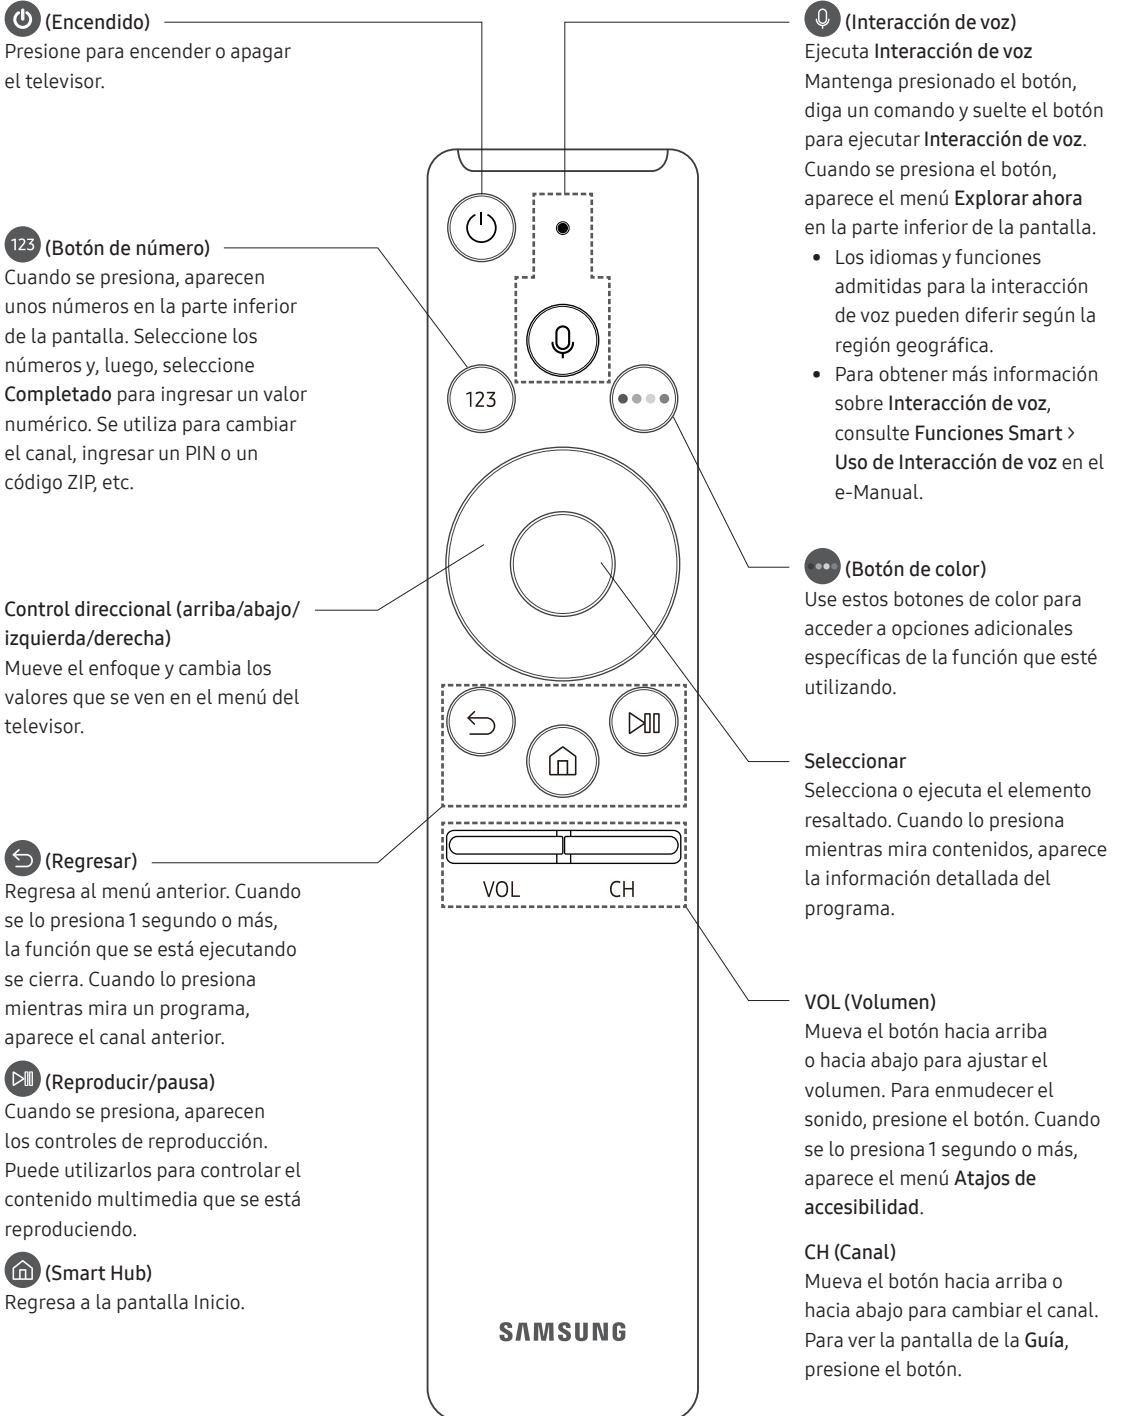 (Encendido)
Presione para encender o apagar
el televisor.
123 (Botón de número)
Cuando se presiona, aparecen
unos números en la parte inferior
de la pantalla. Seleccione los
números y, luego, seleccione
Completado para ingresar un valor
numérico. Se utiliza para cambiar
el canal, ingresar un PIN o un
código ZIP, etc.
Control direccional (arriba/abajo/
izquierda/derecha)
Mueve el enfoque y cambia los
valores que se ven en el menú del
televisor.
(Regresar)
Regresa al menú anterior. Cuando
se lo presiona 1 segundo o más,
la función que se está ejecutando
se cierra. Cuando lo presiona
mientras mira un programa,
aparece el canal anterior.
(Reproducir/pausa)
Cuando se presiona, aparecen
los controles de reproducción.
Puede utilizarlos para controlar el
contenido multimedia que se está
reproduciendo.
(Smart Hub)
Regresa a la pantalla Inicio.
123
VOL CH
SAMSUNG
(Interacción de voz)
Ejecuta Interacción de voz
Mantenga presionado el botón,
diga un comando y suelte el botón
para ejecutar Interacción de voz.
Cuando se presiona el botón,
aparece el menú Explorar ahora
en la parte inferior de la pantalla.
• Los idiomas y funciones
admitidas para la interacción
de voz pueden diferir según la
región geográfica.
• Para obtener más información
sobre Interacción de voz,
consulte Funciones Smart >
Uso de Interacción de voz en el
e-Manual.
(Botón de color)
Use estos botones de color para
acceder a opciones adicionales
específicas de la función que esté
utilizando.
Seleccionar
Selecciona o ejecuta el elemento
resaltado. Cuando lo presiona
mientras mira contenidos, aparece
la información detallada del
programa.
VOL (Volumen)
Mueva el botón hacia arriba
o hacia abajo para ajustar el
volumen. Para enmudecer el
sonido, presione el botón. Cuando
se lo presiona 1 segundo o más,
aparece el menú Atajos de
accesibilidad.
CH (Canal)
Mueva el botón hacia arriba o
hacia abajo para cambiar el canal.
Para ver la pantalla de la Guía,
presione el botón.